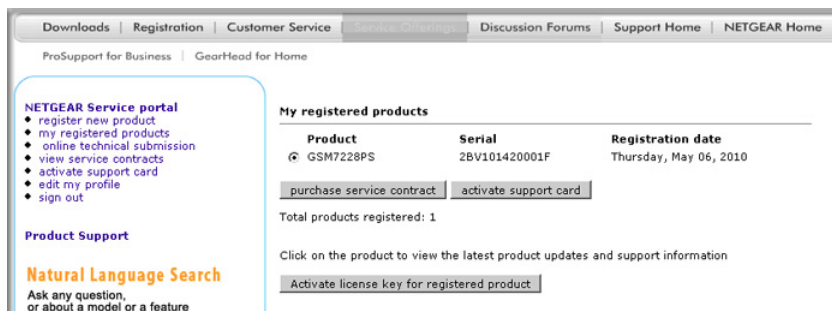 Downloads | Registration | Customer Service | Service Offerings | Discussion Forums | Support Home | NETGEAR Home
ProSupport for Business | GearHead for Home
NETGEAR Service portal
register new product
my registered products
online technical submission
view service contracts
activate support card
edit my profile
sign out
Product Support
Natural Language Search
Ask any question,
or about a model or a feature
My registered products
Product Serial Registration date
GSM7228PS 2BV101420001F Thursday, May 06, 2010
purchase service contract activate support card
Total products registered: 1
Click on the product to view the latest product updates and support information
Activate license key for registered product